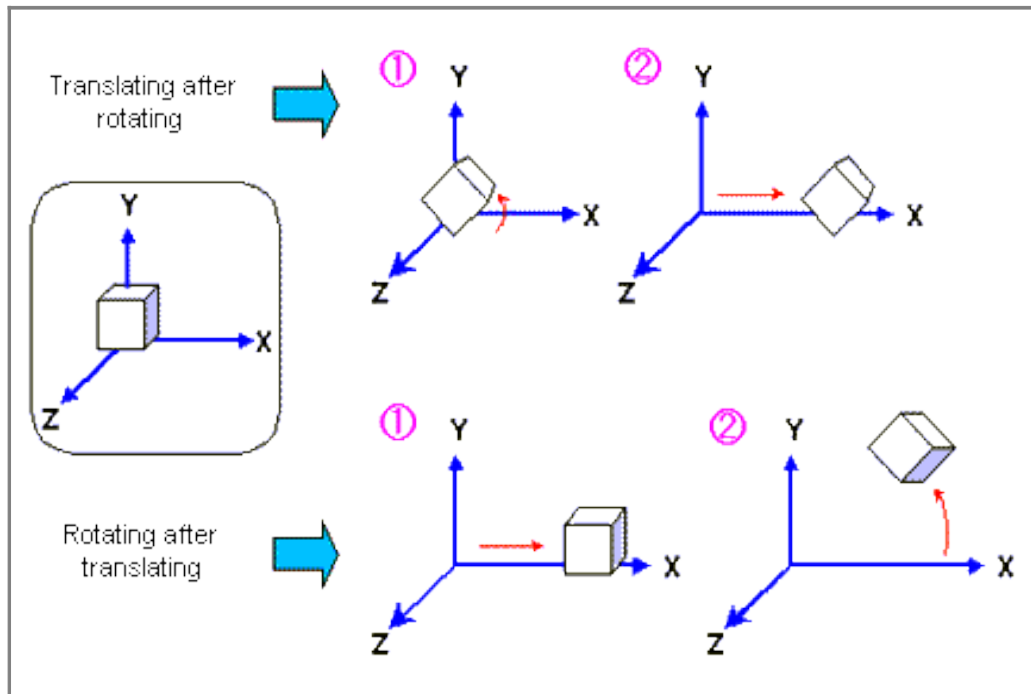 Translating after
rotating
①
Y
X
Z
②
Y
X
Z
Y
X
Z
Rotating after
translating
①
Y
X
Z
②
Y
X
Z